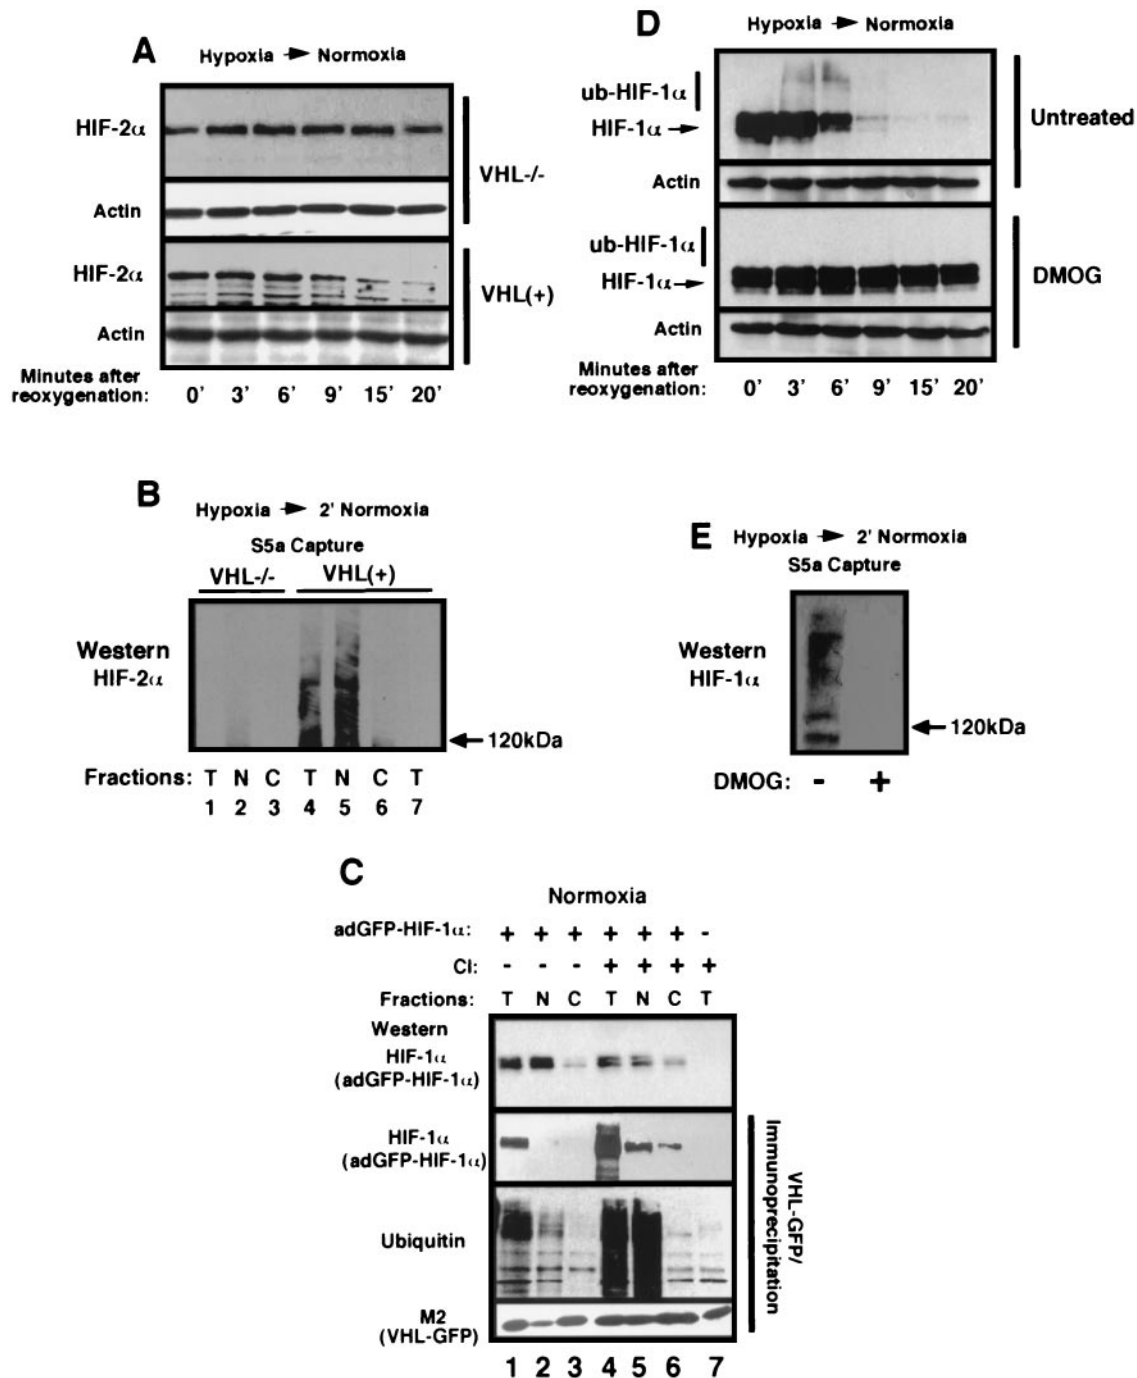 A
Hypoxia → Normoxia
HIF-2α
VHL-/-
Actin
HIF-2α
VHL(+)
Actin
Minutes after
reoxygenation: 0' 3' 6' 9' 15' 20'
D
Hypoxia → Normoxia
ub-HIF-1α
HIF-1α →
Untreated
Actin
ub-HIF-1α
HIF-1α →
DMOG
Actin
Minutes after
reoxygenation: 0' 3' 6' 9' 15' 20'
B
Hypoxia → 2' Normoxia
S5a Capture
VHL-/- VHL(+)
Western
HIF-2α
← 120kDa
Fractions: T N C T N C T
1 2 3 4 5 6 7
E
Hypoxia → 2' Normoxia
S5a Capture
Western
HIF-1α
← 120kDa
DMOG: - +
C
Normoxia
adGFP-HIF-1α: + + + + + + -
CI: - - - + + + +
Fractions: T N C T N C T
Western
HIF-1α
(adGFP-HIF-1α)
HIF-1α
(adGFP-HIF-1α)
Ubiquitin
M2
(VHL-GFP)
VHL-GFP/
Immunoprecipitation
1 2 3 4 5 6 7